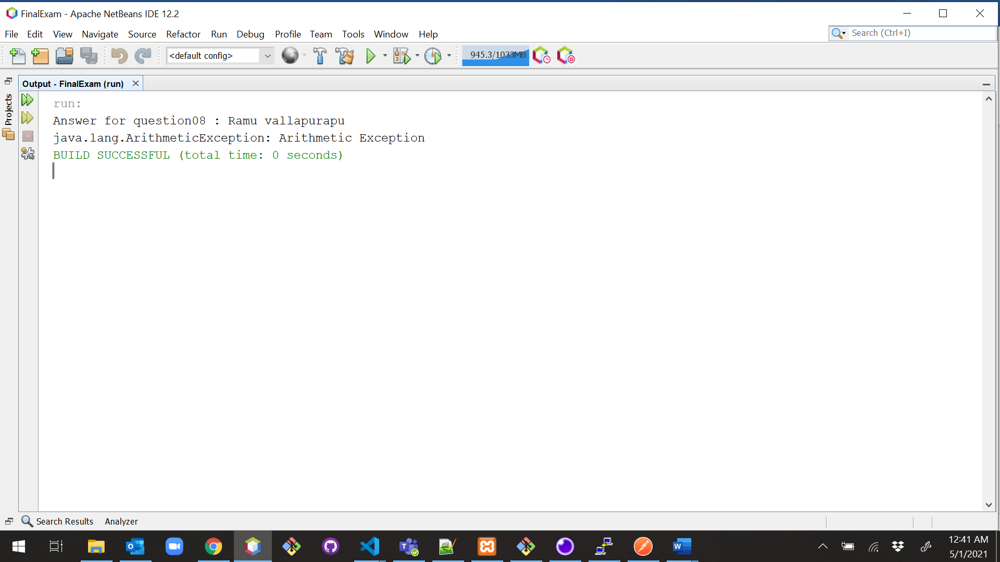 FinalExam - Apache NetBeans IDE 12.2
File Edit View Navigate Source Refactor Run Debug Profile Team Tools Window Help
Search (Ctrl+I)
<default config>
945.3/1033MB
Output - FinalExam (run)
Projects
run:
Answer for question08 : Ramu vallapurapu
java.lang.ArithmeticException: Arithmetic Exception
BUILD SUCCESSFUL (total time: 0 seconds)
Search Results Analyzer
12:41 AM
5/1/2021